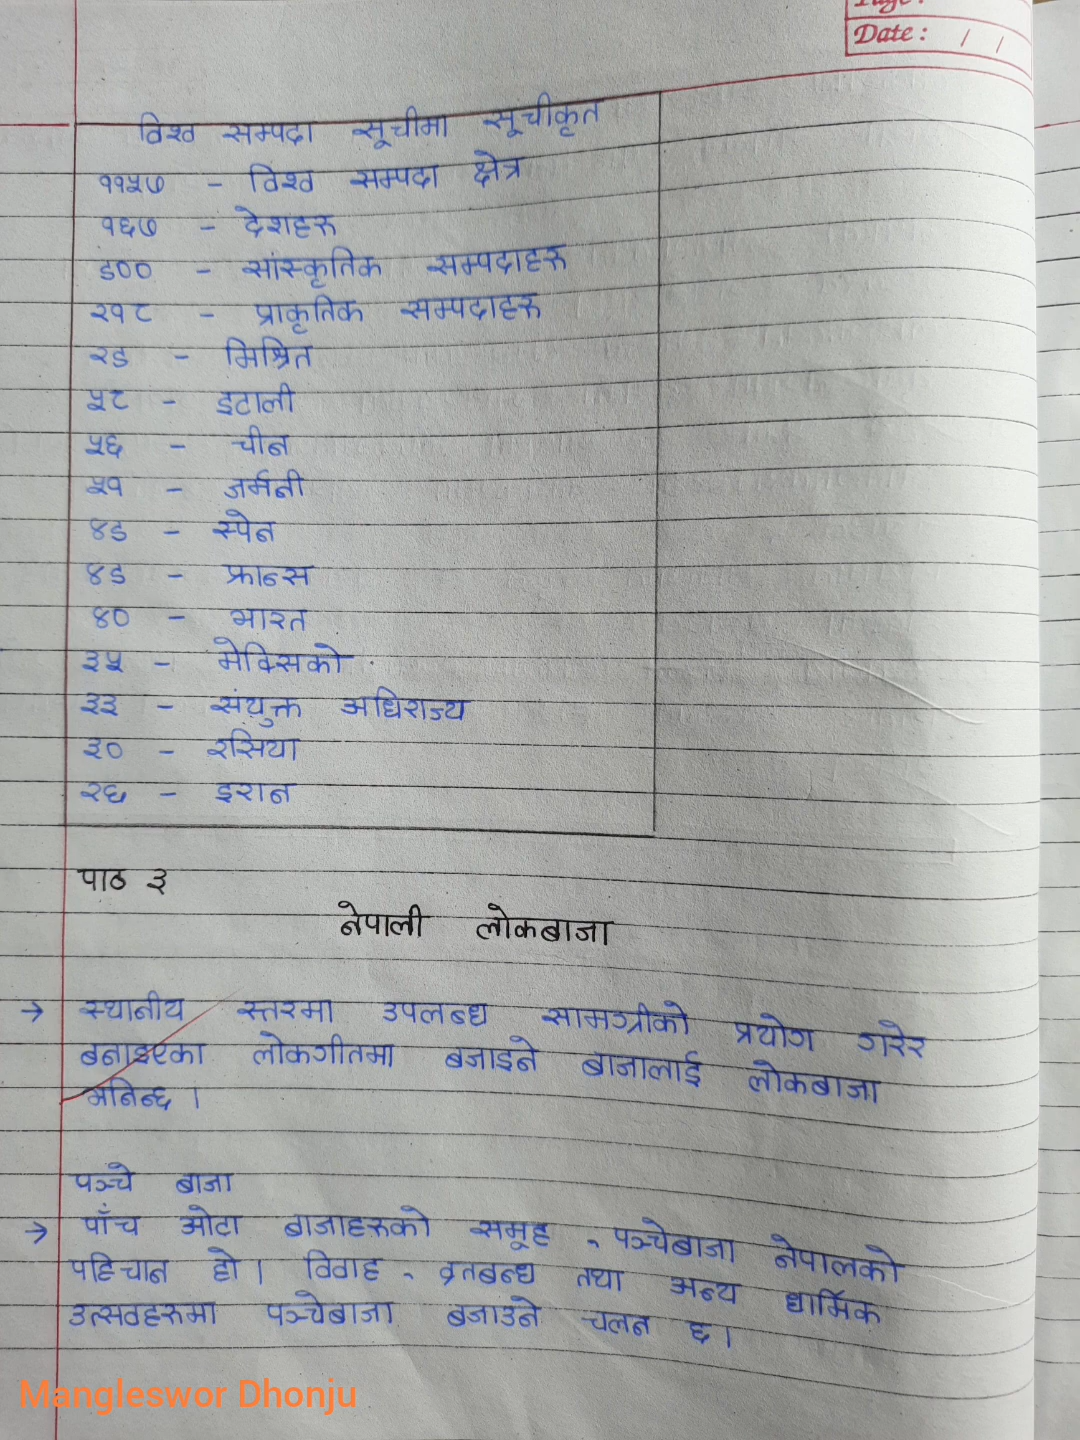 Page:
Date: / /
विश्व सम्पदा सूचीमा सूचीकृत
११५७ - विश्व सम्पदा क्षेत्र
१६७ - देशहरू
९०० - सांस्कृतिक सम्पदाहरू
२१८ - प्राकृतिक सम्पदाहरू
२९ - मिश्रित
५८ - इटाली
५६ - चीन
५१ - जर्मनी
४९ - स्पेन
४९ - फ्रान्स
४० - भारत
३५ - मेक्सिको
३३ - संयुक्त अधिराज्य
३० - रसिया
२६ - इरान
पाठ ३
नेपाली लोकबाजा
→ स्थानीय स्तरमा उपलब्ध सामग्रीको प्रयोग गरेर
बनाइएका लोकगीतमा बजाइने बाजालाई लोकबाजा
भनिन्छ ।
पञ्चे बाजा
→ पाँच ओटा बाजाहरूको समूह , पञ्चेबाजा नेपालको
पहिचान हो । विवाह , व्रतबन्ध तथा अन्य धार्मिक
उत्सवहरूमा पञ्चेबाजा बजाउने चलन छ ।
Mangleswor Dhonju